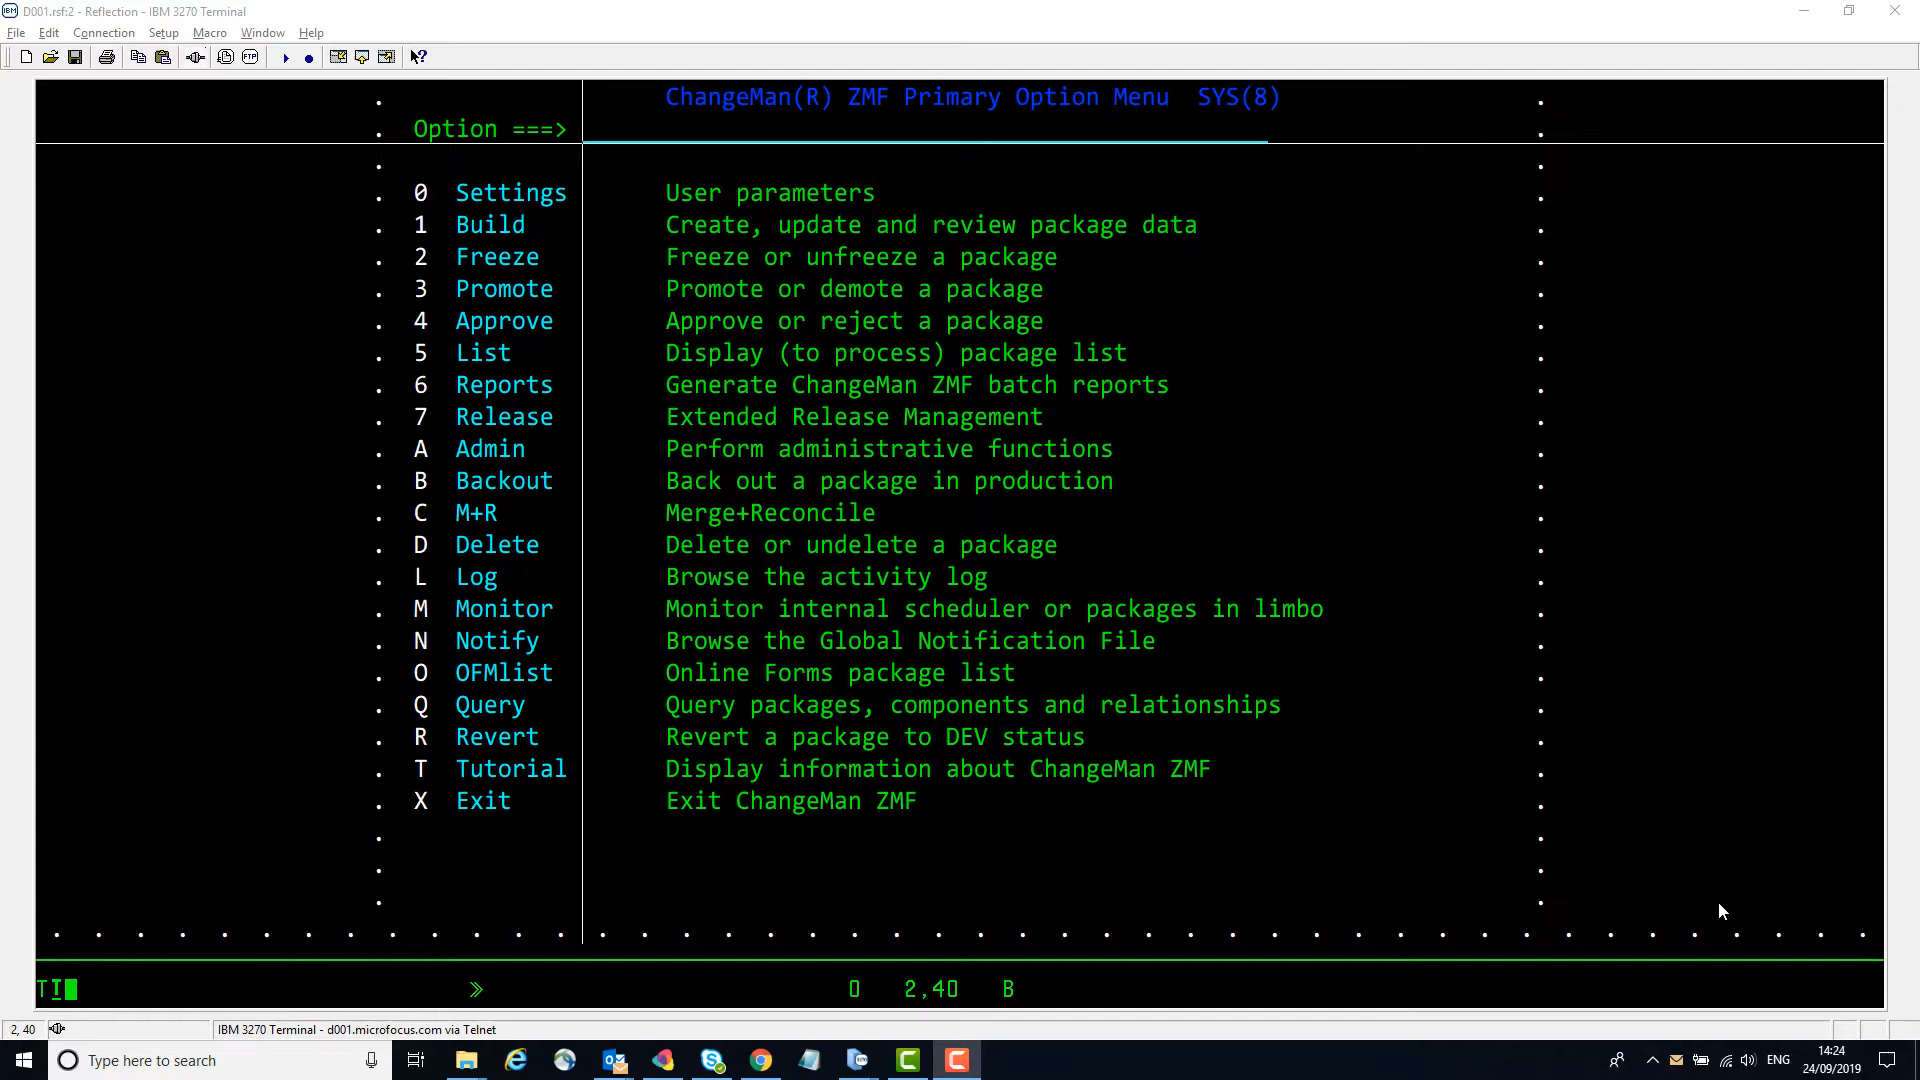 D001.rsf:2 - Reflection - IBM 3270 Terminal
File Edit Connection Setup Macro Window Help
ChangeMan(R) ZMF Primary Option Menu SYS(8)
Option ===>
0 Settings User parameters
1 Build Create, update and review package data
2 Freeze Freeze or unfreeze a package
3 Promote Promote or demote a package
4 Approve Approve or reject a package
5 List Display (to process) package list
6 Reports Generate ChangeMan ZMF batch reports
7 Release Extended Release Management
A Admin Perform administrative functions
B Backout Back out a package in production
C M+R Merge+Reconcile
D Delete Delete or undelete a package
L Log Browse the activity log
M Monitor Monitor internal scheduler or packages in limbo
N Notify Browse the Global Notification File
O OFMlist Online Forms package list
Q Query Query packages, components and relationships
R Revert Revert a package to DEV status
T Tutorial Display information about ChangeMan ZMF
X Exit Exit ChangeMan ZMF
O 2,40 B
2, 40 IBM 3270 Terminal - d001.microfocus.com via Telnet
Type here to search
ENG
14:24
24/09/2019